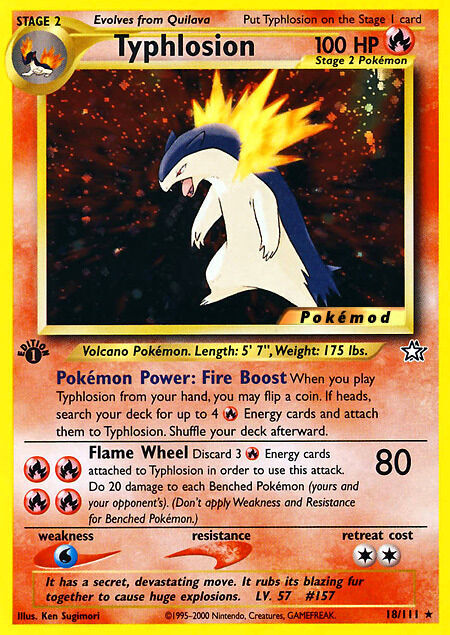 STAGE 2 Evolves from Quilava Put Typhlosion on the Stage 1 card
Typhlosion 100 HP
Stage 2 Pokémon
Pokémod
EDITION
1
Volcano Pokémon. Length: 5' 7", Weight: 175 lbs.
Pokémon Power: Fire Boost When you play
Typhlosion from your hand, you may flip a coin. If heads,
search your deck for up to 4 Energy cards and attach
them to Typhlosion. Shuffle your deck afterward.
Flame Wheel Discard 3 Energy cards
attached to Typhlosion in order to use this attack.
Do 20 damage to each Benched Pokémon (yours and
your opponent's). (Don't apply Weakness and Resistance
for Benched Pokémon.)
80
weakness resistance retreat cost
It has a secret, devastating move. It rubs its blazing fur
together to cause huge explosions. LV. 57 #157
Illus. Ken Sugimori ©1995-2000 Nintendo, Creatures, GAMEFREAK. 18/111 ★